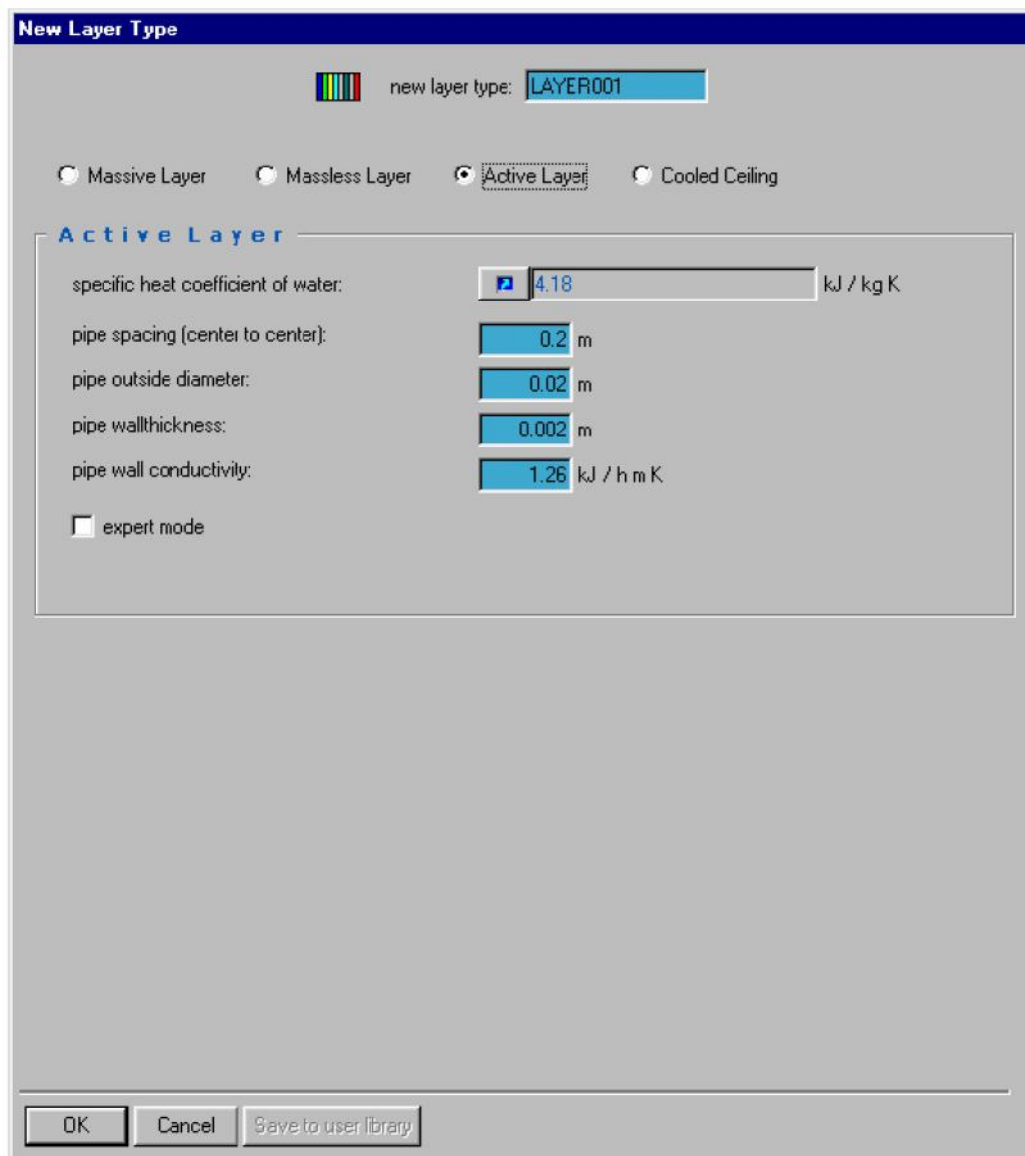 New Layer Type
new layer type: LAYER001
Massive Layer Massless Layer Active Layer Cooled Ceiling
Active Layer
specific heat coefficient of water: 4.18 kJ / kg K
pipe spacing (center to center): 0.2 m
pipe outside diameter: 0.02 m
pipe wallthickness: 0.002 m
pipe wall conductivity: 1.26 kJ / h m K
expert mode
OK Cancel Save to user library